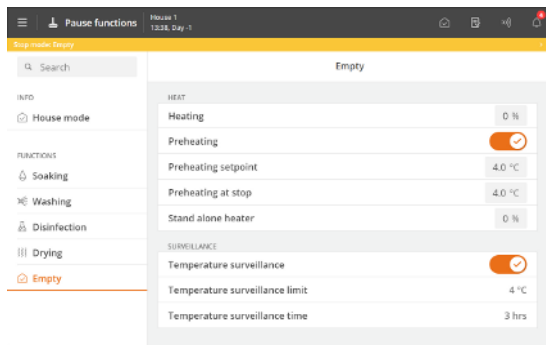 Pause functions
House 1
13:38, Day -1
Stop mode: Empty
Search
Empty
INFO
House mode
FUNCTIONS
Soaking
Washing
Disinfection
Drying
Empty
HEAT
Heating 0 %
Preheating
Preheating setpoint 4.0 °C
Preheating at stop 4.0 °C
Stand alone heater 0 %
SURVEILLANCE
Temperature surveillance
Temperature surveillance limit 4 °C
Temperature surveillance time 3 hrs